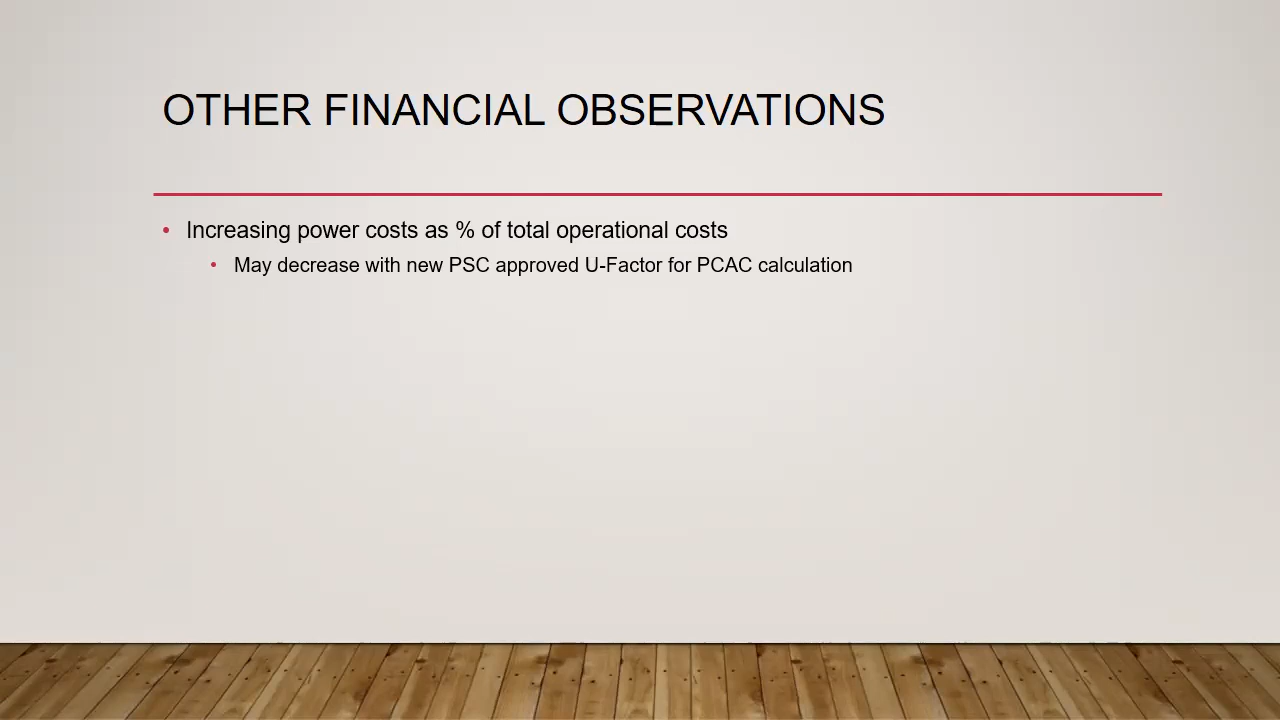 OTHER FINANCIAL OBSERVATIONS
• Increasing power costs as % of total operational costs
• May decrease with new PSC approved U-Factor for PCAC calculation